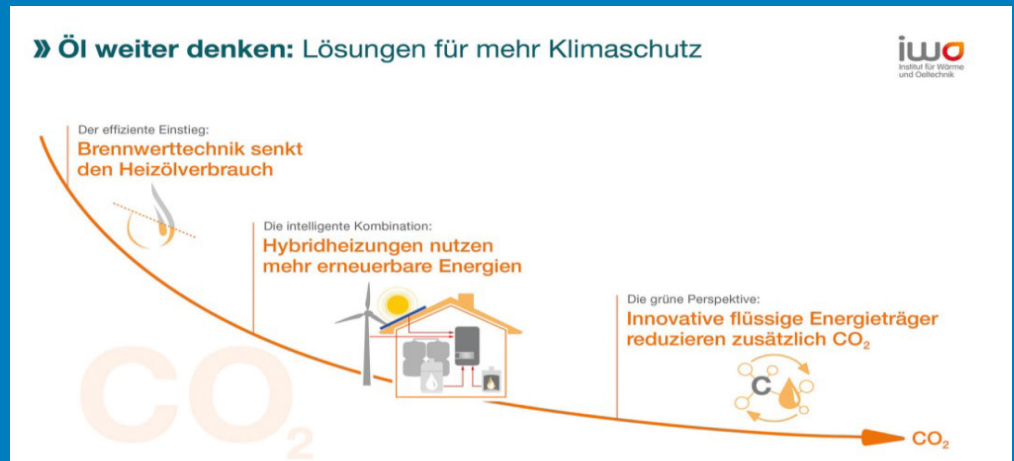 » Öl weiter denken: Lösungen für mehr Klimaschutz
iwo
Institut für Wärme
und Oeltechnik
Der effiziente Einstieg:
Brennwerttechnik senkt
den Heizölverbrauch
Die intelligente Kombination:
Hybridheizungen nutzen
mehr erneuerbare Energien
Die grüne Perspektive:
Innovative flüssige Energieträger
reduzieren zusätzlich CO₂
C
CO₂
CO₂